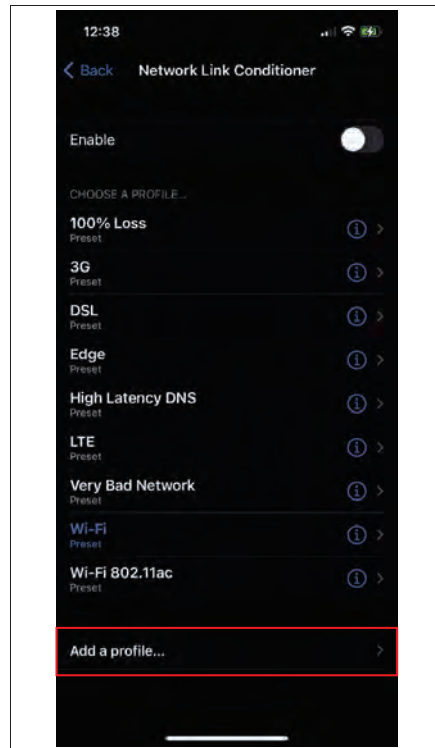 12:38
Back Network Link Conditioner
Enable
CHOOSE A PROFILE...
100% Loss
Preset
3G
Preset
DSL
Preset
Edge
Preset
High Latency DNS
Preset
LTE
Preset
Very Bad Network
Preset
Wi-Fi
Preset
Wi-Fi 802.11ac
Preset
Add a profile...